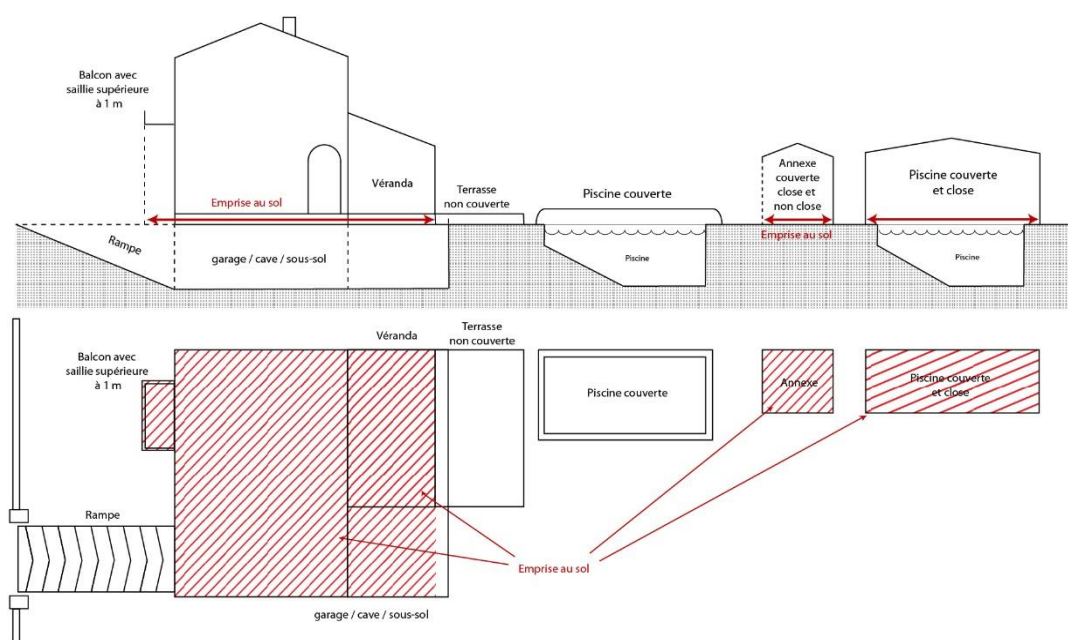 Balcon avec
saillie supérieure
à 1 m
Véranda
Terrasse
non couverte
Emprise au sol
Rampe
garage / cave / sous-sol
Piscine couverte
Piscine
Annexe
couverte
close et
non close
Emprise au sol
Piscine couverte
et close
Piscine
Balcon avec
saillie supérieure
à 1 m
Véranda
Terrasse
non couverte
Piscine couverte
Annexe
Piscine couverte
et close
Rampe
Emprise au sol
garage / cave / sous-sol